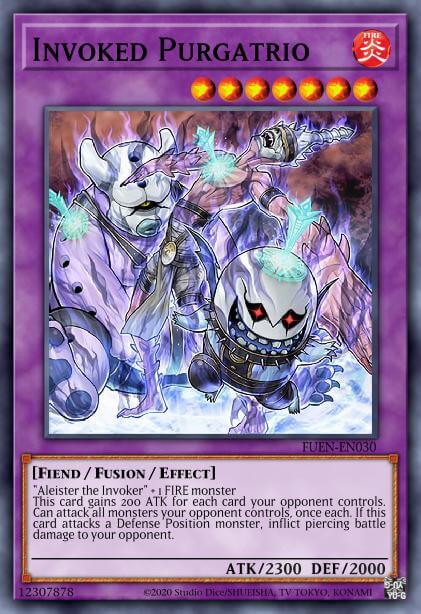 INVOKED PURGATRIO
FIRE
炎
FUEN-EN030
[FIEND / FUSION / EFFECT]
"Aleister the Invoker" + 1 FIRE monster
This card gains 200 ATK for each card your opponent controls.
Can attack all monsters your opponent controls, once each. If this
card attacks a Defense Position monster, inflict piercing battle
damage to your opponent.
ATK/2300 DEF/2000
12307878
©2020 Studio Dice/SHUEISHA, TV TOKYO, KONAMI